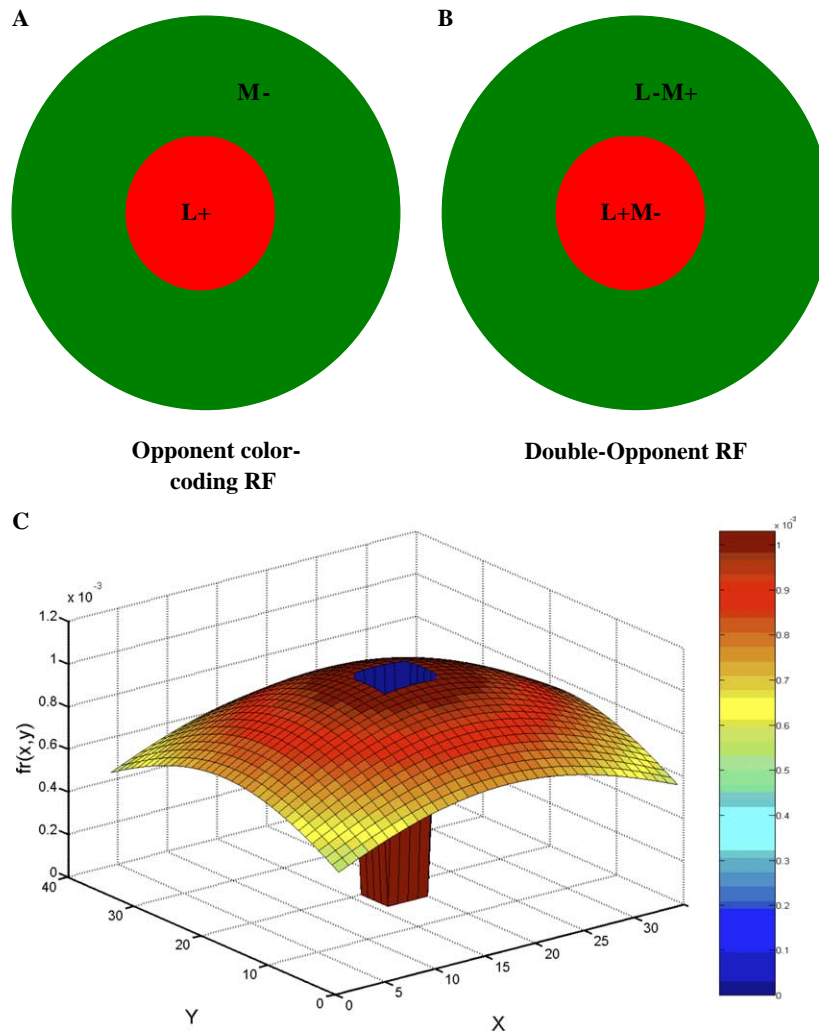 A
B
M-
L-M+
L+
L+M-
Opponent color-
coding RF
Double-Opponent RF
C
x 10-3
1.2
1
0.8
0.6
0.4
0.2
0
fr(x,y)
40
30
20
10
0
Y
0
5
10
15
20
25
30
X
x 10-3
1
0.9
0.8
0.7
0.6
0.5
0.4
0.3
0.2
0.1
0